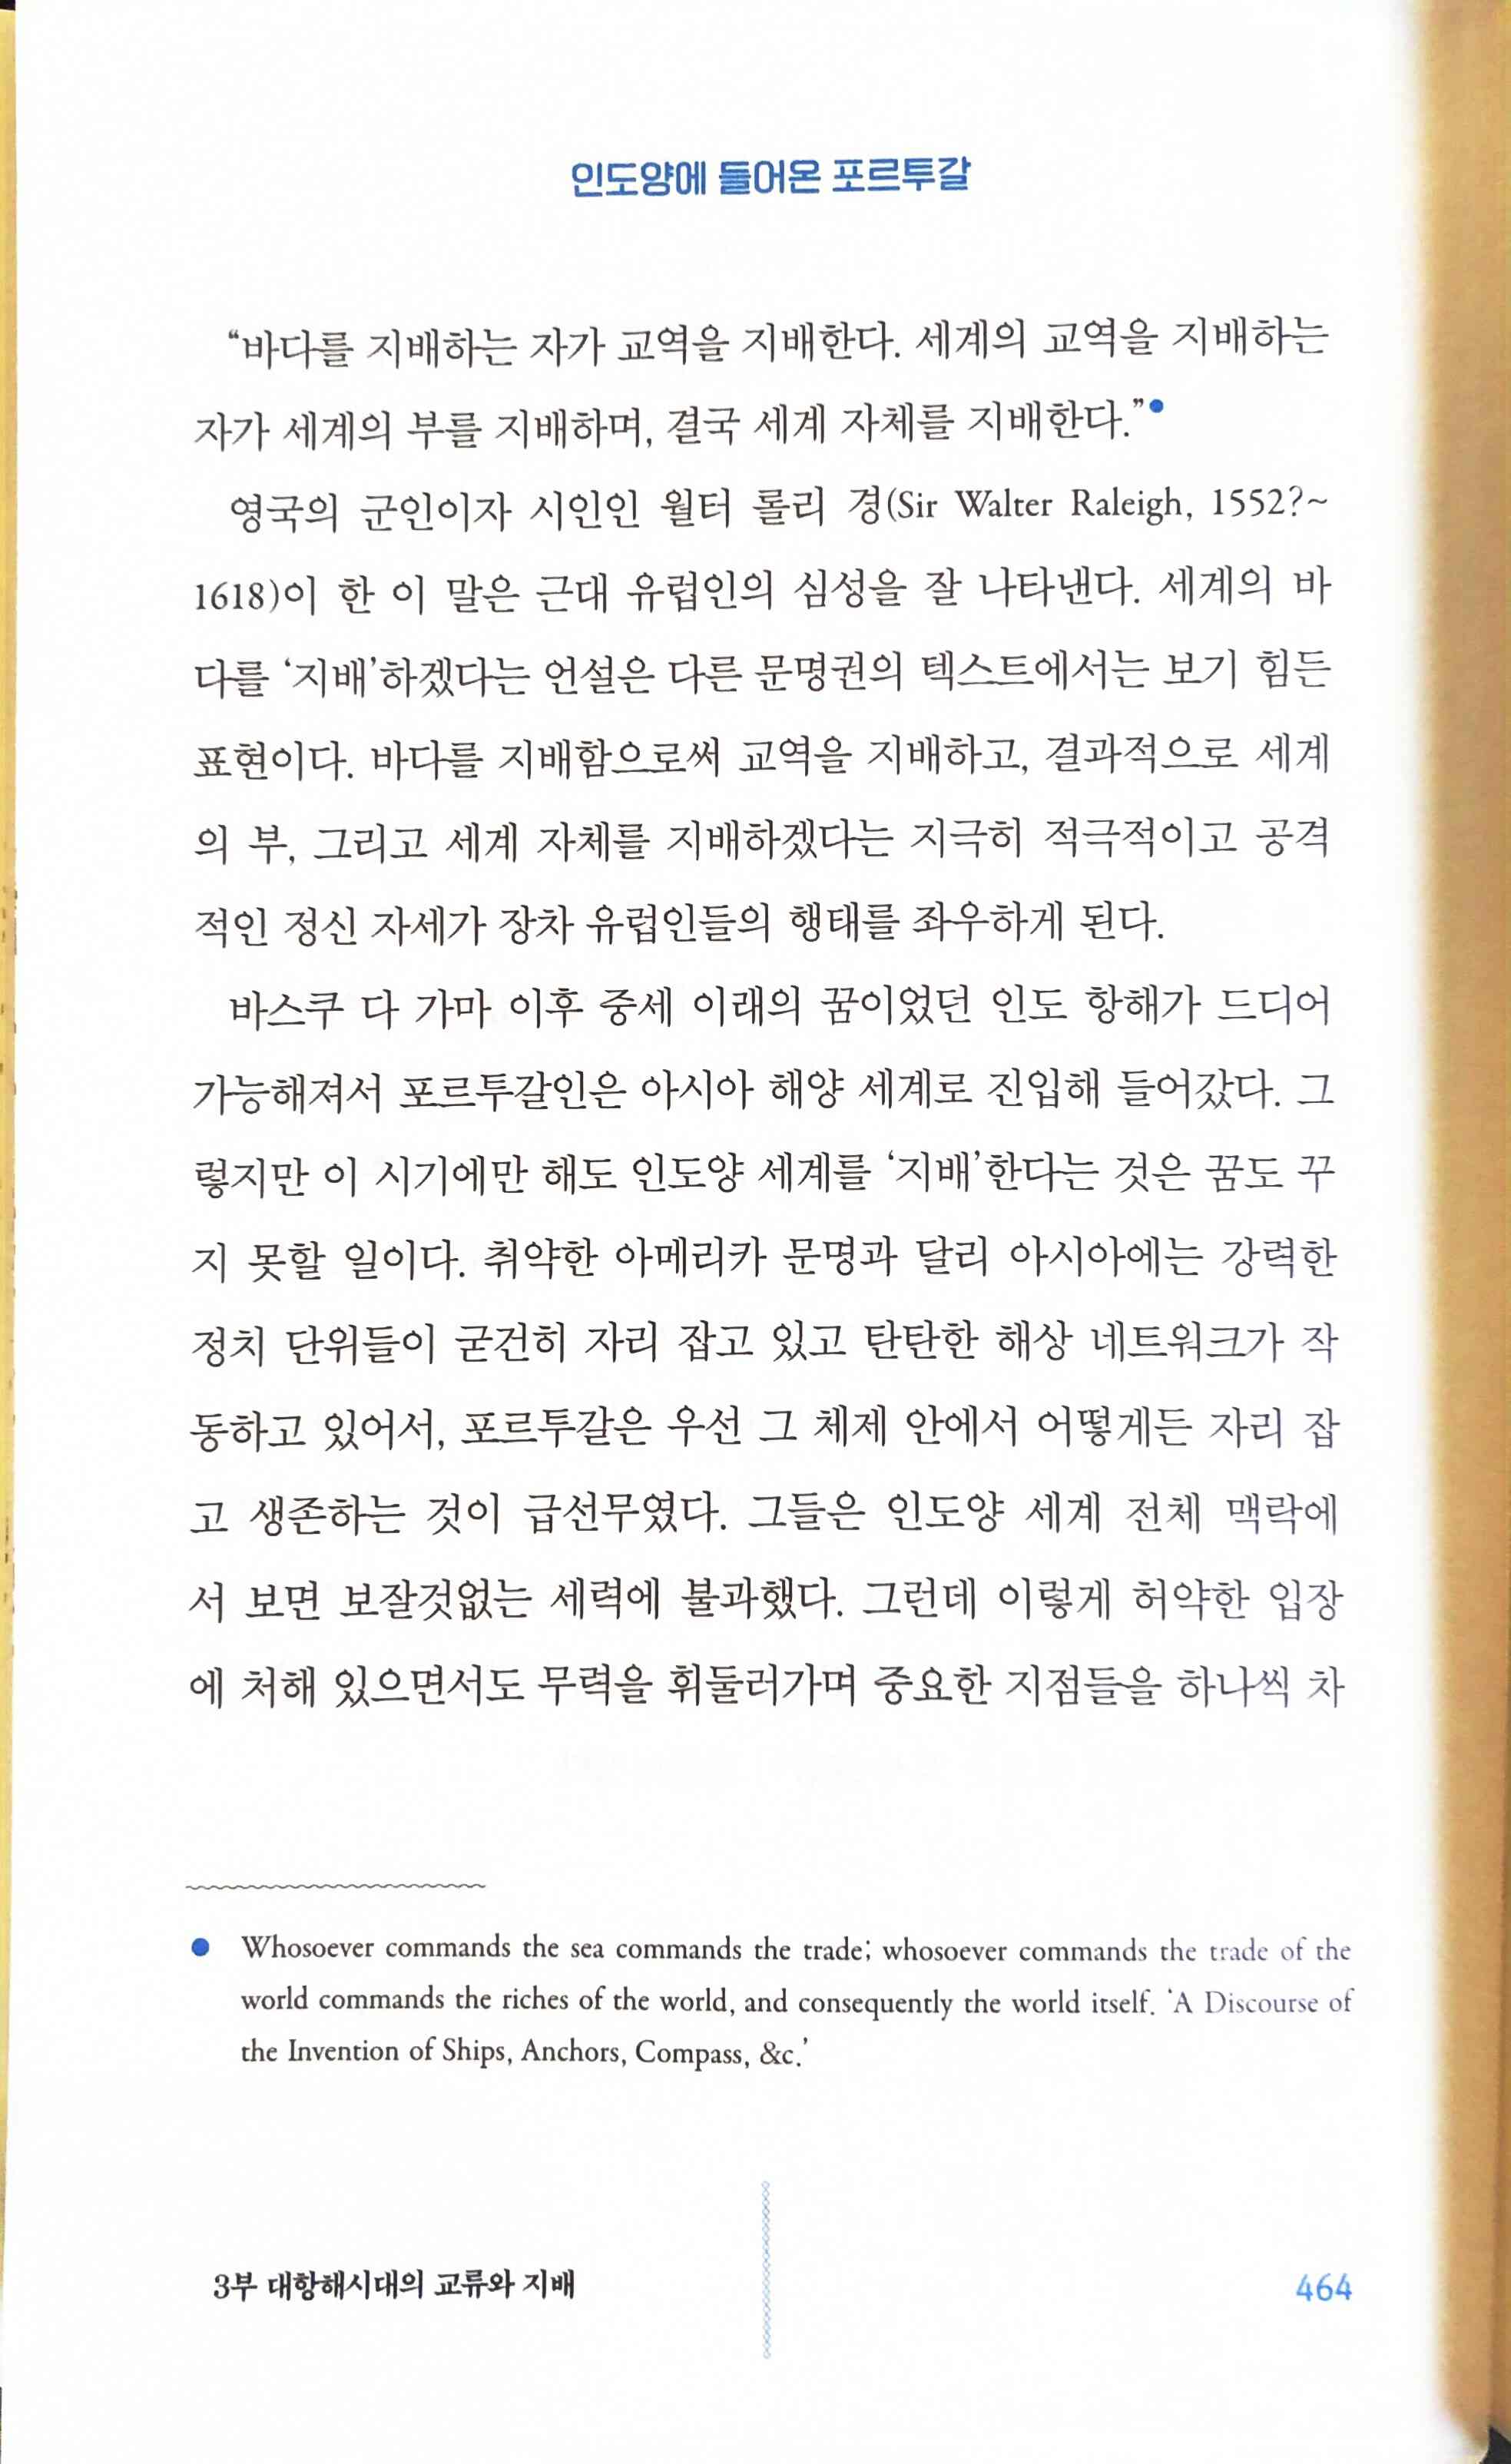 인도양에 들어온 포르투갈
“바다를 지배하는 자가 교역을 지배한다. 세계의 교역을 지배하는
자가 세계의 부를 지배하며, 결국 세계 자체를 지배한다.”●
영국의 군인이자 시인인 월터 롤리 경(Sir Walter Raleigh, 1552?~
1618)이 한 이 말은 근대 유럽인의 심성을 잘 나타낸다. 세계의 바
다를 ‘지배’하겠다는 언설은 다른 문명권의 텍스트에서는 보기 힘든
표현이다. 바다를 지배함으로써 교역을 지배하고, 결과적으로 세계
의 부, 그리고 세계 자체를 지배하겠다는 지극히 적극적이고 공격
적인 정신 자세가 장차 유럽인들의 행태를 좌우하게 된다.
바스쿠 다 가마 이후 중세 이래의 꿈이었던 인도 항해가 드디어
가능해져서 포르투갈인은 아시아 해양 세계로 진입해 들어갔다. 그
렇지만 이 시기에만 해도 인도양 세계를 ‘지배’한다는 것은 꿈도 꾸
지 못할 일이다. 취약한 아메리카 문명과 달리 아시아에는 강력한
정치 단위들이 굳건히 자리 잡고 있고 탄탄한 해상 네트워크가 작
동하고 있어서, 포르투갈은 우선 그 체제 안에서 어떻게든 자리 잡
고 생존하는 것이 급선무였다. 그들은 인도양 세계 전체 맥락에
서 보면 보잘것없는 세력에 불과했다. 그런데 이렇게 허약한 입장
에 처해 있으면서도 무력을 휘둘러가며 중요한 지점들을 하나씩 차
● Whosoever commands the sea commands the trade; whosoever commands the trade of the
world commands the riches of the world, and consequently the world itself. ‘A Discourse of
the Invention of Ships, Anchors, Compass, &c.’
3부 대항해시대의 교류와 지배
464